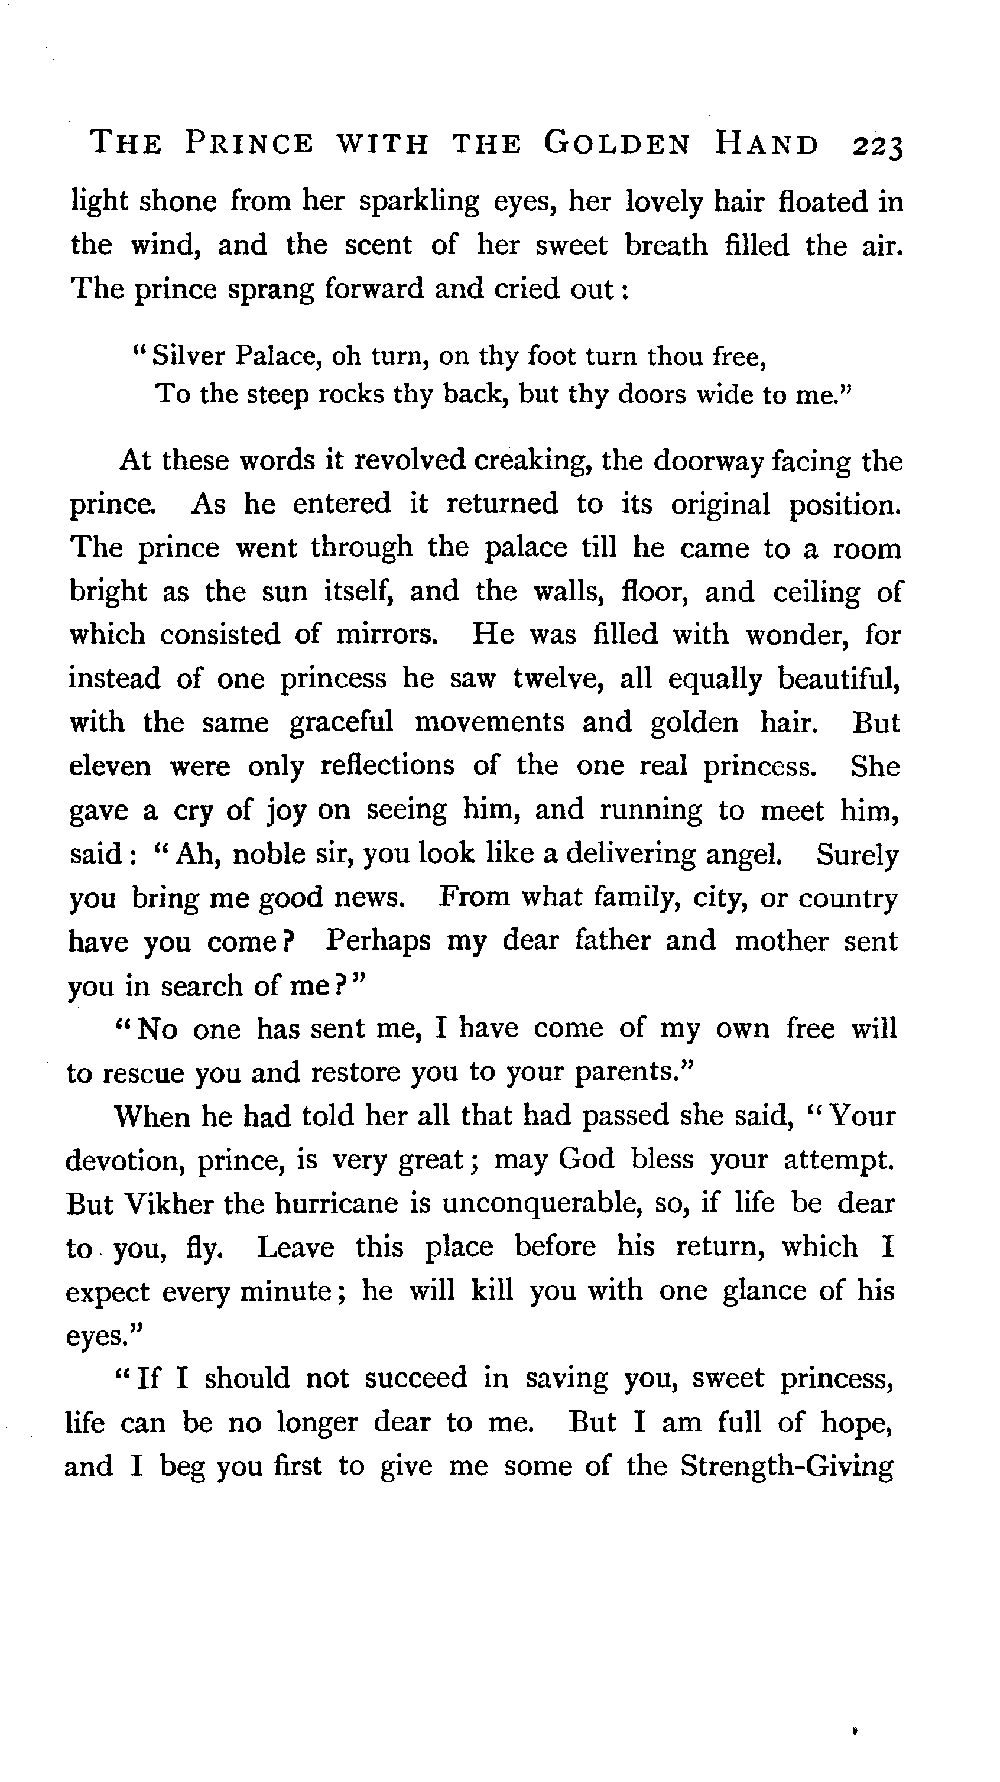 THE PRINCE WITH THE GOLDEN HAND 223
light shone from her sparkling eyes, her lovely hair floated in
the wind, and the scent of her sweet breath filled the air.
The prince sprang forward and cried out:
"Silver Palace, oh turn, on thy foot turn thou free,
To the steep rocks thy back, but thy doors wide to me."
At these words it revolved creaking, the doorway facing the
prince. As he entered it returned to its original position.
The prince went through the palace till he came to a room
bright as the sun itself, and the walls, floor, and ceiling of
which consisted of mirrors. He was filled with wonder, for
instead of one princess he saw twelve, all equally beautiful,
with the same graceful movements and golden hair. But
eleven were only reflections of the one real princess. She
gave a cry of joy on seeing him, and running to meet him,
said: "Ah, noble sir, you look like a delivering angel. Surely
you bring me good news. From what family, city, or country
have you come? Perhaps my dear father and mother sent
you in search of me?"
"No one has sent me, I have come of my own free will
to rescue you and restore you to your parents."
When he had told her all that had passed she said, "Your
devotion, prince, is very great; may God bless your attempt.
But Vikher the hurricane is unconquerable, so, if life be dear
to you, fly. Leave this place before his return, which I
expect every minute; he will kill you with one glance of his
eyes."
"If I should not succeed in saving you, sweet princess,
life can be no longer dear to me. But I am full of hope,
and I beg you first to give me some of the Strength-Giving